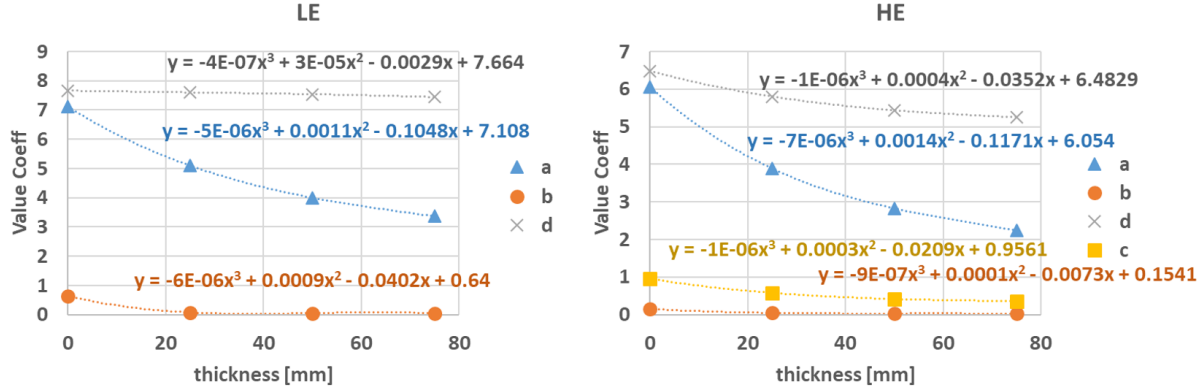 LE
9
8
7
6
5
4
3
2
1
0
Value Coeff
y = -4E-07x³ + 3E-05x² - 0.0029x + 7.664
y = -5E-06x³ + 0.0011x² - 0.1048x + 7.108
y = -6E-06x³ + 0.0009x² - 0.0402x + 0.64
a
b
d
0 20 40 60 80
thickness [mm]
HE
7
6
5
4
3
2
1
0
Value Coeff
y = -1E-06x³ + 0.0004x² - 0.0352x + 6.4829
y = -7E-06x³ + 0.0014x² - 0.1171x + 6.054
y = -1E-06x³ + 0.0003x² - 0.0209x + 0.9561
y = -9E-07x³ + 0.0001x² - 0.0073x + 0.1541
a
b
d
c
0 20 40 60 80
thickness [mm]